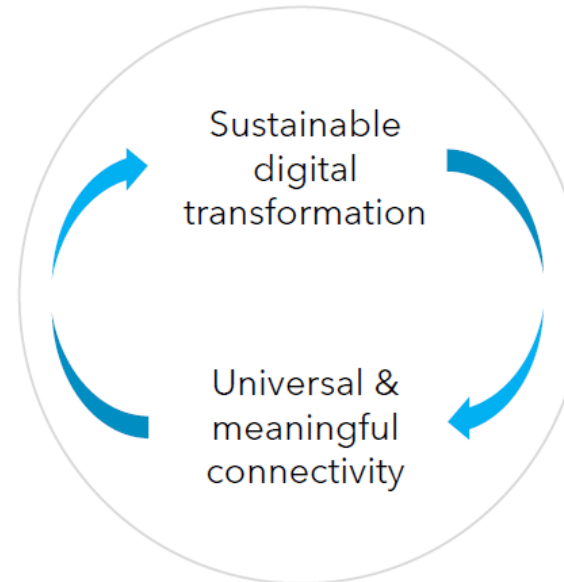 Sustainable
digital
transformation
Universal &
meaningful
connectivity